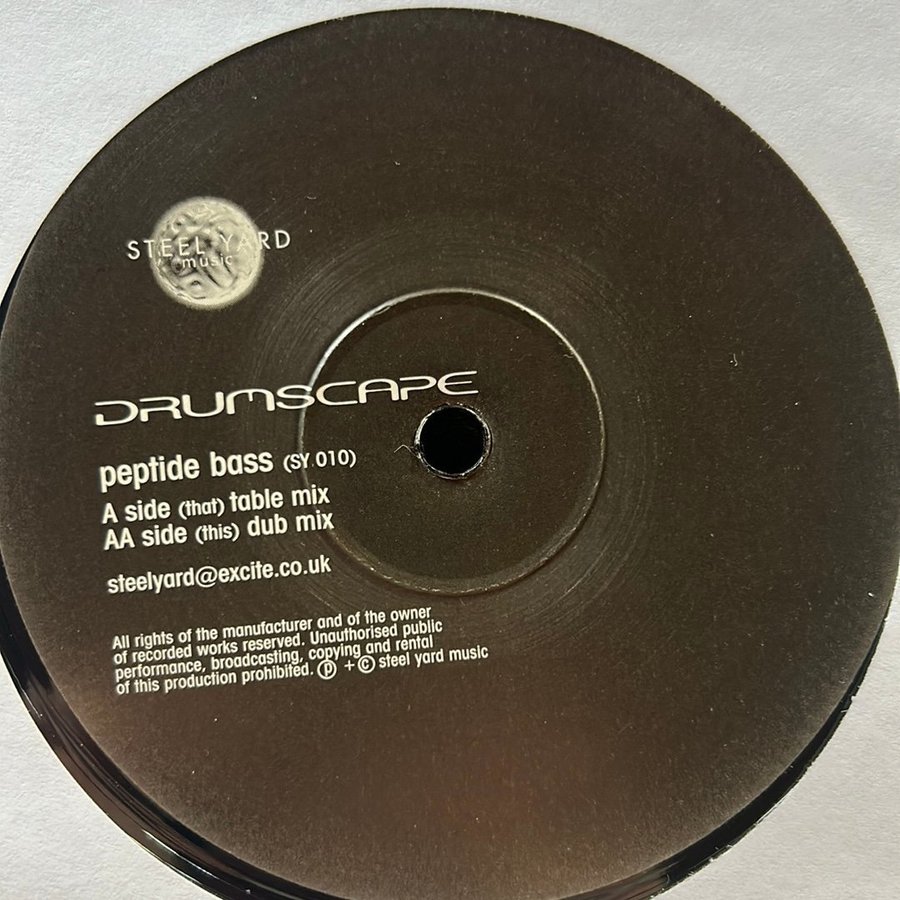 STEEL YARD
music
DRUMSCAPE
peptide bass (SY 010)
A side (that) table mix
AA side (this) dub mix
steelyard@excite.co.uk
All rights of the manufacturer and of the owner
of recorded works reserved. Unauthorised public
performance, broadcasting, copying and rental
of this production prohibited. ℗ + © steel yard music